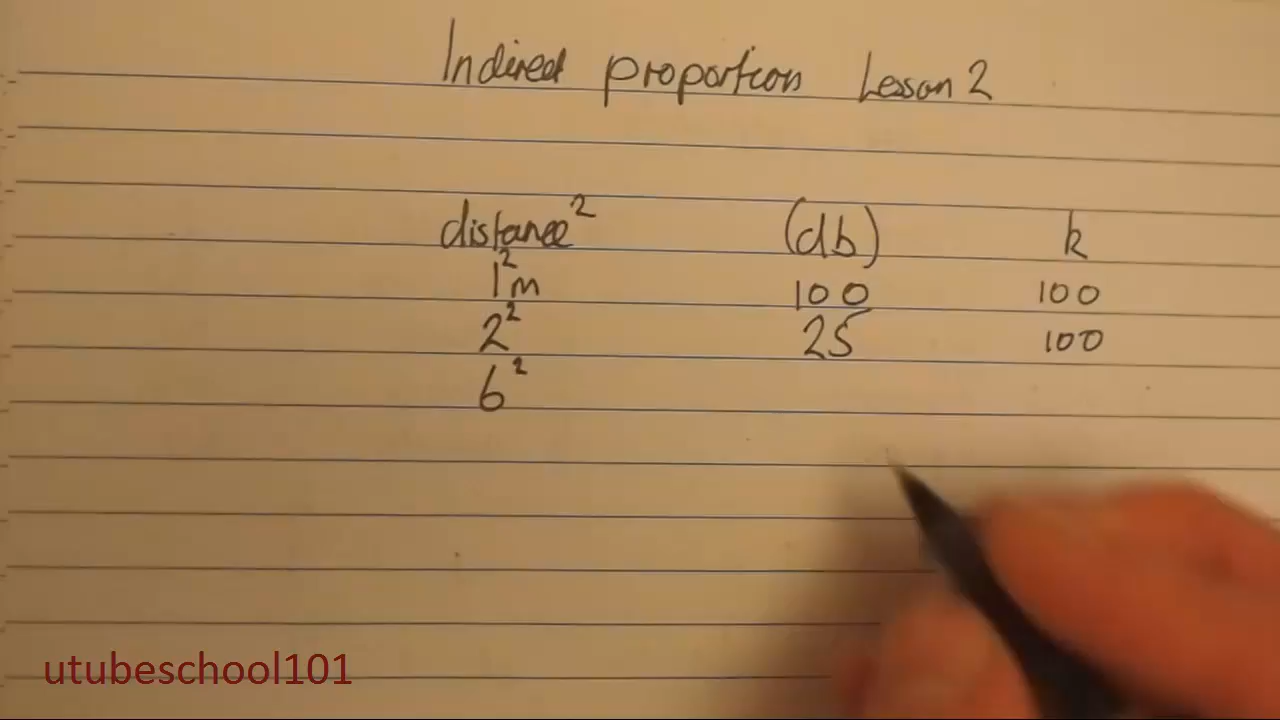 Indirect proportion Lesson 2
distance² (db) k
1²m 100 100
2² 25 100
6²
utubeschool101